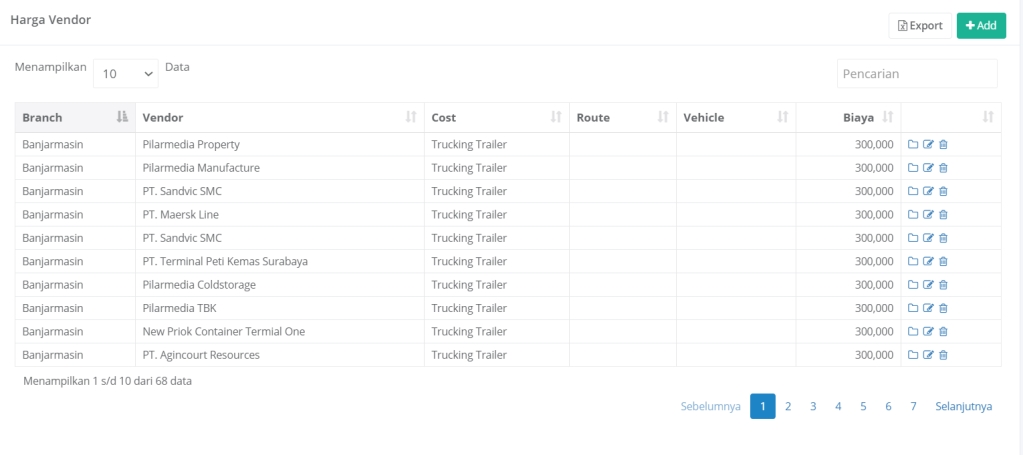 Harga Vendor
Export
Add
Menampilkan 10 Data
Pencarian
Branch Vendor Cost Route Vehicle Biaya
Banjarmasin Pilarmedia Property Trucking Trailer 300,000
Banjarmasin Pilarmedia Manufacture Trucking Trailer 300,000
Banjarmasin PT. Sandvic SMC Trucking Trailer 300,000
Banjarmasin PT. Maersk Line Trucking Trailer 300,000
Banjarmasin PT. Sandvic SMC Trucking Trailer 300,000
Banjarmasin PT. Terminal Peti Kemas Surabaya Trucking Trailer 300,000
Banjarmasin Pilarmedia Coldstorage Trucking Trailer 300,000
Banjarmasin Pilarmedia TBK Trucking Trailer 300,000
Banjarmasin New Priok Container Termial One Trucking Trailer 300,000
Banjarmasin PT. Agincourt Resources Trucking Trailer 300,000
Menampilkan 1 s/d 10 dari 68 data
Sebelumnya 1 2 3 4 5 6 7 Selanjutnya